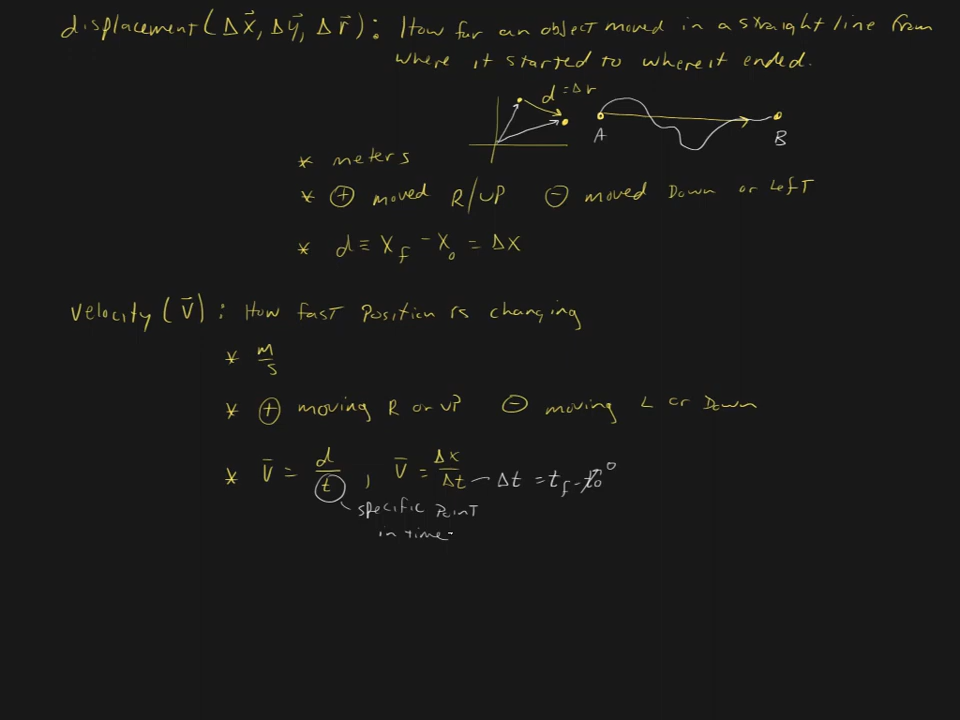 displacement (Δx⃗, Δy⃗, Δr⃗): How far an object moved in a straight line from
where it started to where it ended.
d = Δr
A B
* meters
* ⊕ moved R/UP ⊖ moved Down or Left
* d ≡ X_f - X_0 = ΔX
Velocity (V⃗): How fast Position is changing
* m/s
* ⊕ moving R or UP ⊖ moving L or Down
* V̄ = d/t, V̄ = Δx/Δt - Δt = t_f - t_0 0
specific Point
in time